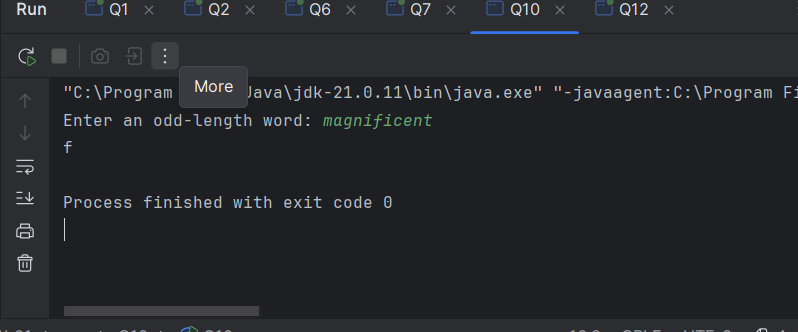 Run Q1 Q2 Q6 Q7 Q10 Q12
More
"C:\Program Java\jdk-21.0.11\bin\java.exe" "-javaagent:C:\Program Fi
Enter an odd-length word: magnificent
f
Process finished with exit code 0